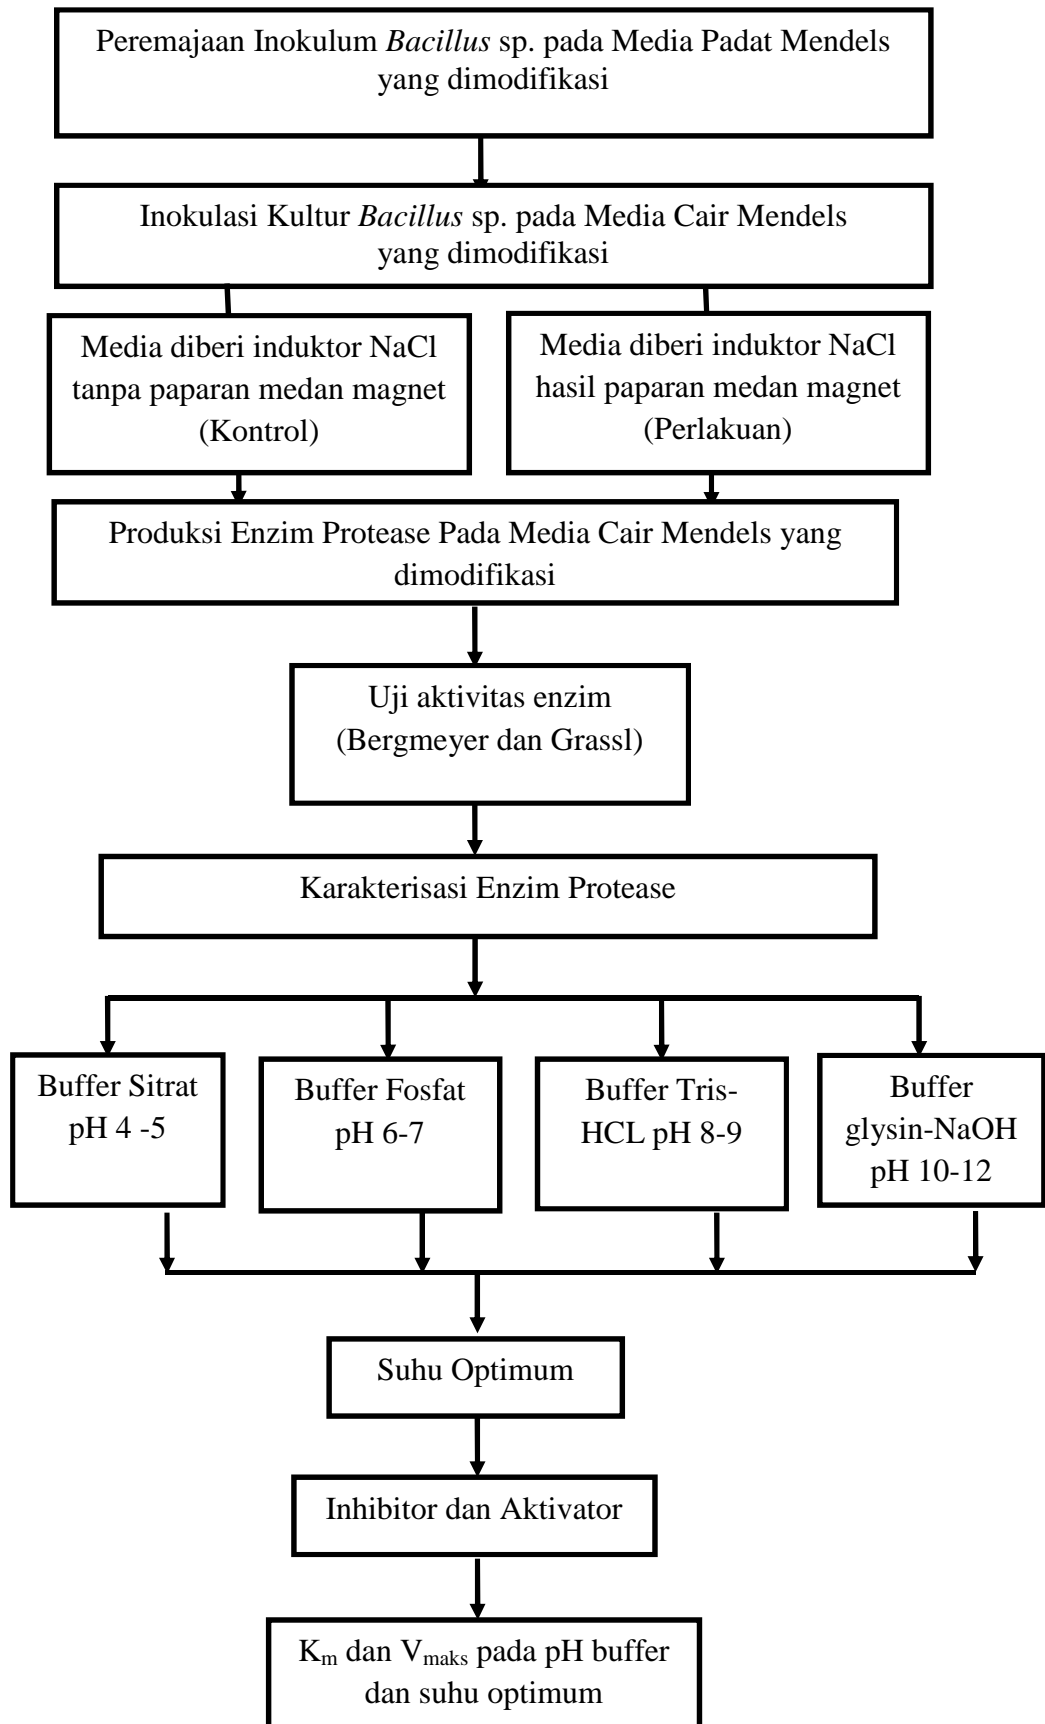 Peremajaan Inokulum Bacillus sp. pada Media Padat Mendels
yang dimodifikasi
Inokulasi Kultur Bacillus sp. pada Media Cair Mendels
yang dimodifikasi
Media diberi induktor NaCl
tanpa paparan medan magnet
(Kontrol)
Media diberi induktor NaCl
hasil paparan medan magnet
(Perlakuan)
Produksi Enzim Protease Pada Media Cair Mendels yang
dimodifikasi
Uji aktivitas enzim
(Bergmeyer dan Grassl)
Karakterisasi Enzim Protease
Buffer Sitrat
pH 4 -5
Buffer Fosfat
pH 6-7
Buffer Tris-
HCL pH 8-9
Buffer
glysin-NaOH
pH 10-12
Suhu Optimum
Inhibitor dan Aktivator
Km dan Vmaks pada pH buffer
dan suhu optimum